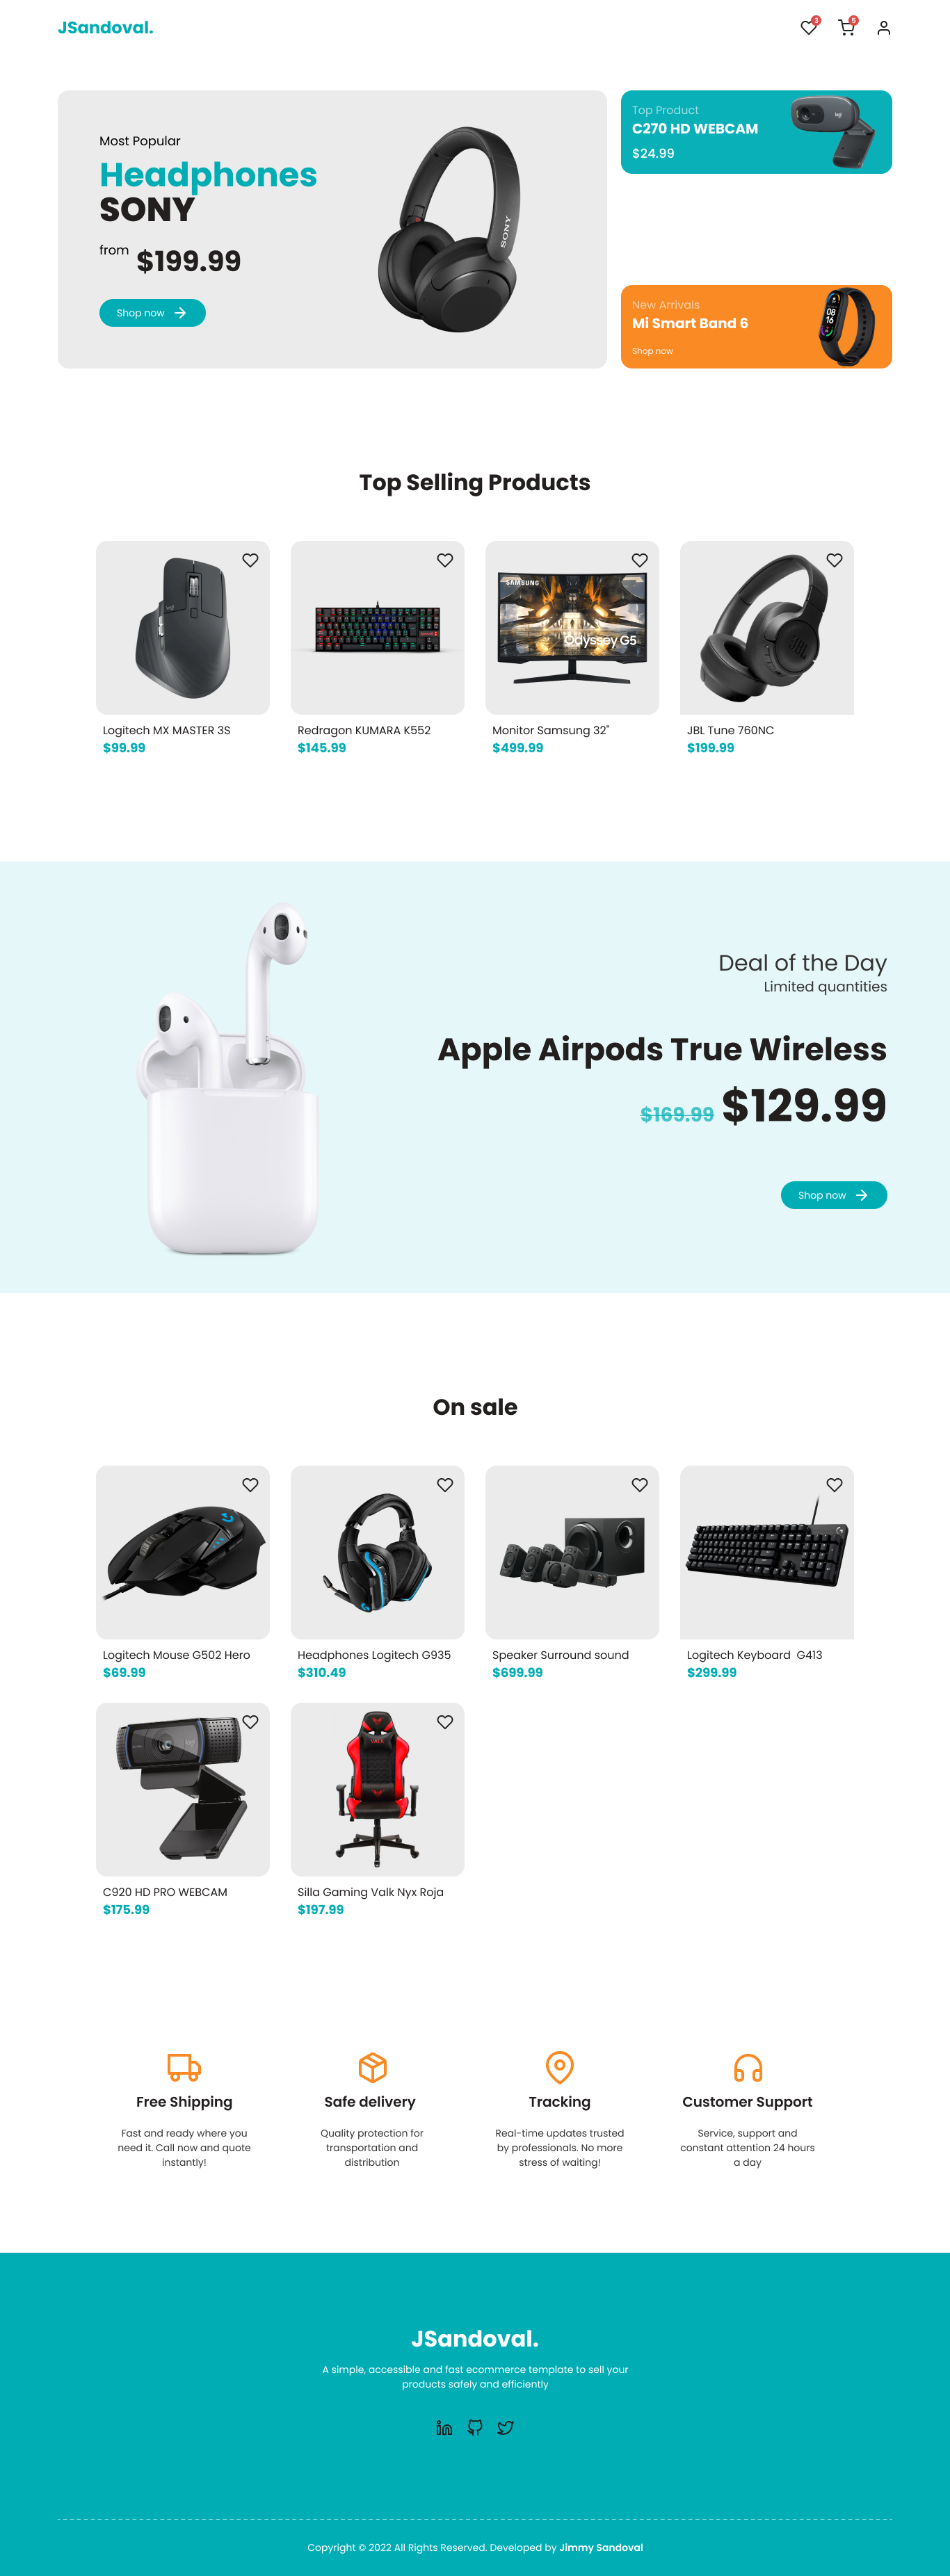 JSandoval.
3
5
Most Popular
Headphones
SONY
from $199.99
Shop now
SONY
Top Product
C270 HD WEBCAM
$24.99
logi
New Arrivals
Mi Smart Band 6
Shop now
08
16
Top Selling Products
SAMSUNG
Odyssey G5
JBL
Logitech MX MASTER 3S
$99.99
Redragon KUMARA K552
$145.99
Monitor Samsung 32"
$499.99
JBL Tune 760NC
$199.99
Deal of the Day
Limited quantities
Apple Airpods True Wireless
$169.99 $129.99
Shop now
On sale
Logitech Mouse G502 Hero
$69.99
Headphones Logitech G935
$310.49
Speaker Surround sound
$699.99
Logitech Keyboard  G413
$299.99
logi
VALK
C920 HD PRO WEBCAM
$175.99
Silla Gaming Valk Nyx Roja
$197.99
Free Shipping
Fast and ready where you
need it. Call now and quote
instantly!
Safe delivery
Quality protection for
transportation and
distribution
Tracking
Real-time updates trusted
by professionals. No more
stress of waiting!
Customer Support
Service, support and
constant attention 24 hours
a day
JSandoval.
A simple, accessible and fast ecommerce template to sell your
products safely and efficiently
Copyright © 2022 All Rights Reserved. Developed by Jimmy Sandoval